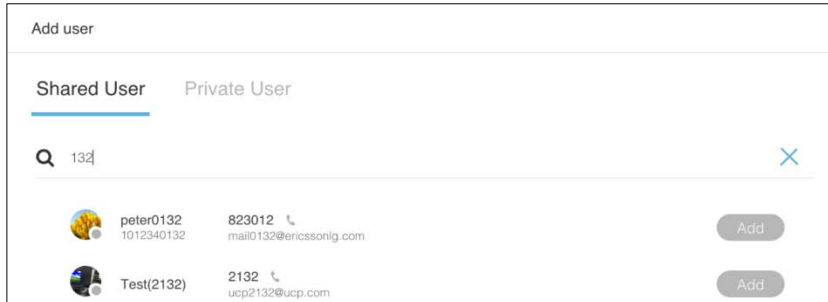 Add user
Shared User Private User
132
peter0132 823012 Add
1012340132 mail0132@ericssonlg.com
Test(2132) 2132 Add
ucp2132@ucp.com